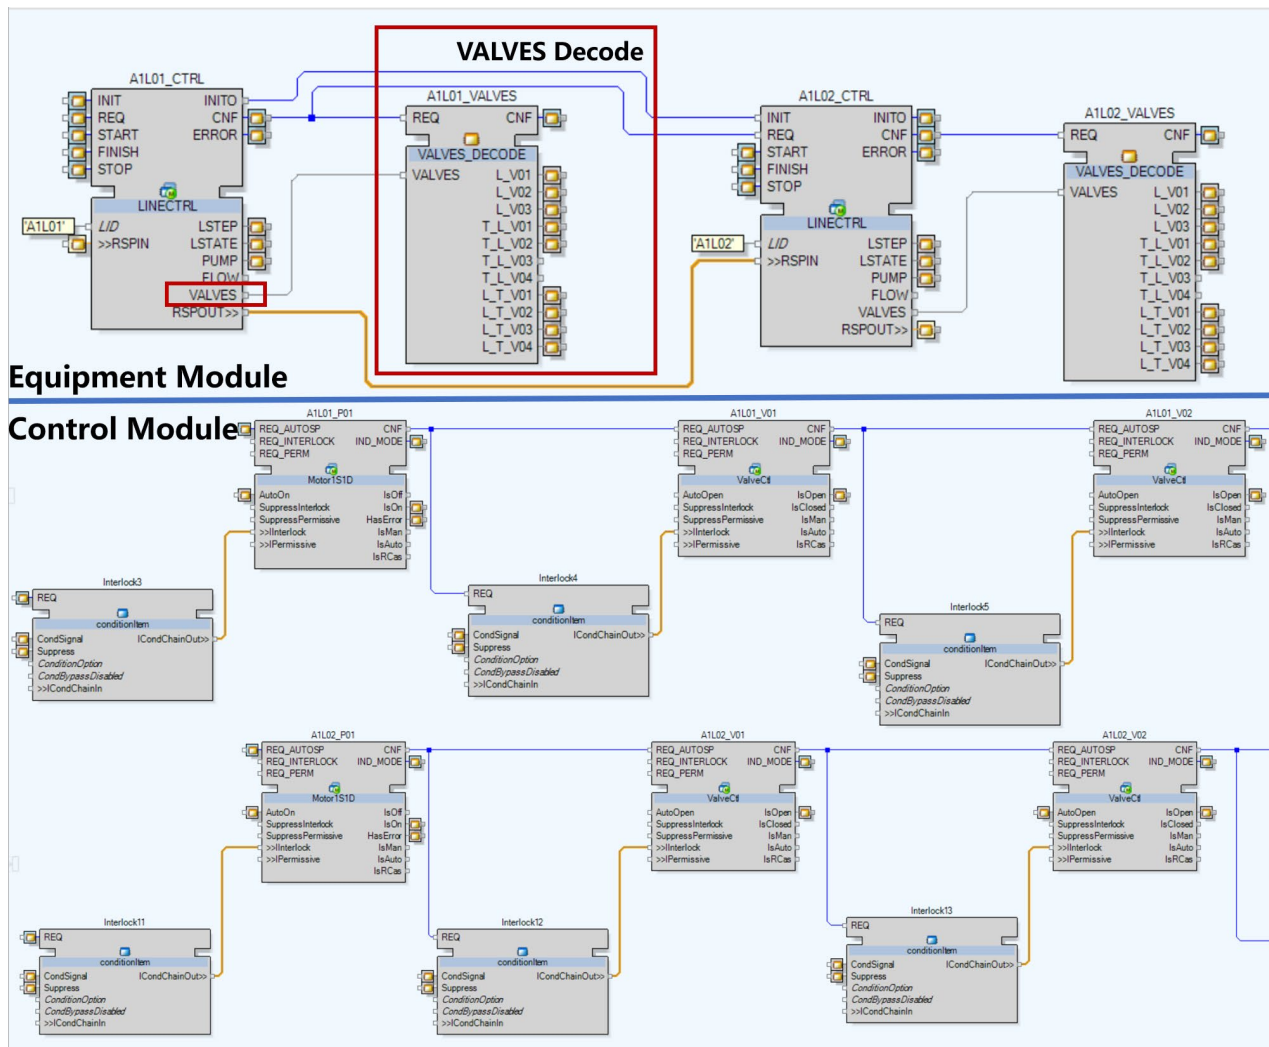 VALVES Decode
A1L01_CTRL
INIT INITO
REQ CNF
START ERROR
FINISH
STOP
LINECTRL
'A1L01' LID LSTEP
>>RSPIN LSTATE
PUMP
FLOW
VALVES
RSPOUT>>
A1L01_VALVES
REQ CNF
VALVES_DECODE
VALVES L_V01
L_V02
L_V03
T_L_V01
T_L_V02
T_L_V03
T_L_V04
L_T_V01
L_T_V02
L_T_V03
L_T_V04
A1L02_CTRL
INIT INITO
REQ CNF
START ERROR
FINISH
STOP
LINECTRL
'A1L02' LID LSTEP
>>RSPIN LSTATE
PUMP
FLOW
VALVES
RSPOUT>>
A1L02_VALVES
REQ CNF
VALVES_DECODE
VALVES L_V01
L_V02
L_V03
T_L_V01
T_L_V02
T_L_V03
T_L_V04
L_T_V01
L_T_V02
L_T_V03
L_T_V04
Equipment Module
Control Module
A1L01_P01
REQ_AUTOSP CNF
REQ_INTERLOCK IND_MODE
REQ_PERM
Motor1S1D
AutoOn IsOff
SuppressInterlock IsOn
SuppressPermissive HasError
>>IInterlock IsMan
>>IPermissive IsAuto
IsRCas
A1L01_V01
REQ_AUTOSP CNF
REQ_INTERLOCK IND_MODE
REQ_PERM
ValveCtl
AutoOpen IsOpen
SuppressInterlock IsClosed
SuppressPermissive IsMan
>>IInterlock IsAuto
>>IPermissive IsRCas
A1L01_V02
REQ_AUTOSP CNF
REQ_INTERLOCK IND_MODE
REQ_PERM
ValveCtl
AutoOpen IsOpen
SuppressInterlock IsClosed
SuppressPermissive IsMan
>>IInterlock IsAuto
>>IPermissive IsRCas
Interlock3
REQ
conditionItem
CondSignal ICondChainOut>>
Suppress
ConditionOption
CondBypassDisabled
>>ICondChainIn
Interlock4
REQ
conditionItem
CondSignal ICondChainOut>>
Suppress
ConditionOption
CondBypassDisabled
>>ICondChainIn
Interlock5
REQ
conditionItem
CondSignal ICondChainOut>>
Suppress
ConditionOption
CondBypassDisabled
>>ICondChainIn
A1L02_P01
REQ_AUTOSP CNF
REQ_INTERLOCK IND_MODE
REQ_PERM
Motor1S1D
AutoOn IsOff
SuppressInterlock IsOn
SuppressPermissive HasError
>>IInterlock IsMan
>>IPermissive IsAuto
IsRCas
A1L02_V01
REQ_AUTOSP CNF
REQ_INTERLOCK IND_MODE
REQ_PERM
ValveCtl
AutoOpen IsOpen
SuppressInterlock IsClosed
SuppressPermissive IsMan
>>IInterlock IsAuto
>>IPermissive IsRCas
A1L02_V02
REQ_AUTOSP CNF
REQ_INTERLOCK IND_MODE
REQ_PERM
ValveCtl
AutoOpen IsOpen
SuppressInterlock IsClosed
SuppressPermissive IsMan
>>IInterlock IsAuto
>>IPermissive IsRCas
Interlock11
REQ
conditionItem
CondSignal ICondChainOut>>
Suppress
ConditionOption
CondBypassDisabled
>>ICondChainIn
Interlock12
REQ
conditionItem
CondSignal ICondChainOut>>
Suppress
ConditionOption
CondBypassDisabled
>>ICondChainIn
Interlock13
REQ
conditionItem
CondSignal ICondChainOut>>
Suppress
ConditionOption
CondBypassDisabled
>>ICondChainIn